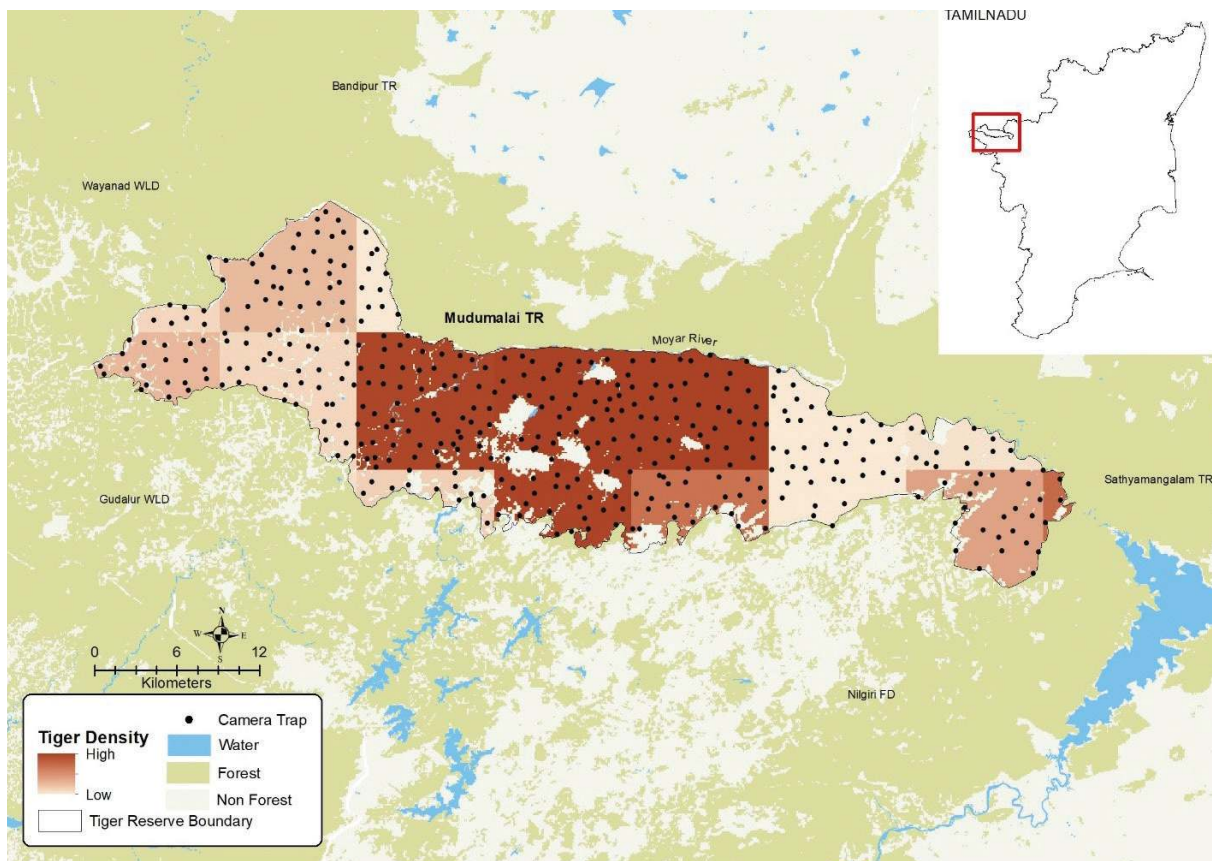 TAMILNADU
Bandipur TR
Wayanad WLD
Mudumalai TR
Moyar River
Sathyamangalam TR
Gudalur WLD
Nilgiri FD
N
W E
S
0 6 12
Kilometers
Tiger Density
High
Low
Tiger Reserve Boundary
Camera Trap
Water
Forest
Non Forest